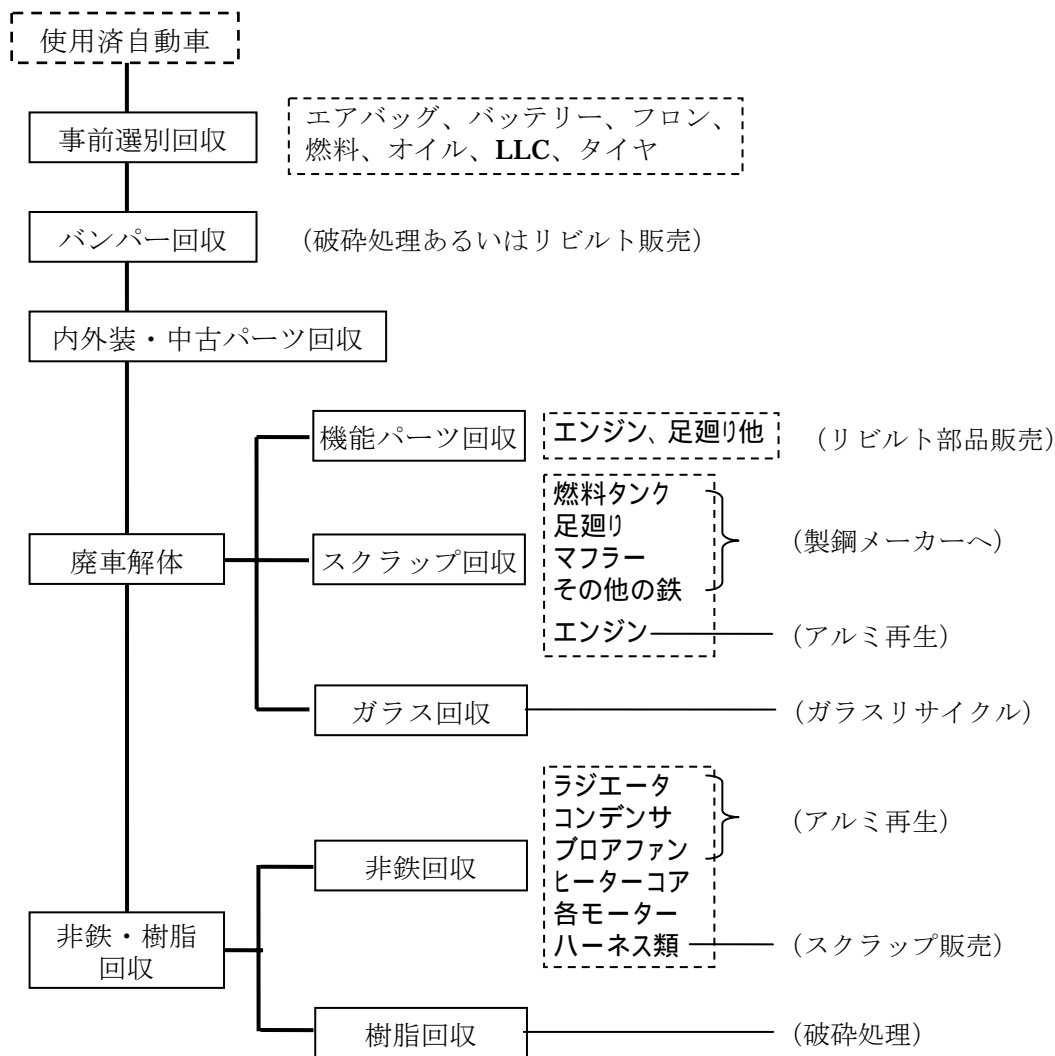 使用済自動車
事前選別回収
エアバッグ、バッテリー、フロン、
燃料、オイル、LLC、タイヤ
バンパー回収
（破砕処理あるいはリビルト販売）
内外装・中古パーツ回収
機能パーツ回収
エンジン、足廻り他
（リビルト部品販売）
廃車解体
スクラップ回収
燃料タンク
足廻り
マフラー
その他の鉄
（製鋼メーカーへ）
エンジン
（アルミ再生）
ガラス回収
（ガラスリサイクル）
非鉄・樹脂
回収
非鉄回収
ラジエータ
コンデンサ
ブロアファン
（アルミ再生）
ヒーターコア
各モーター
ハーネス類
（スクラップ販売）
樹脂回収
（破砕処理）